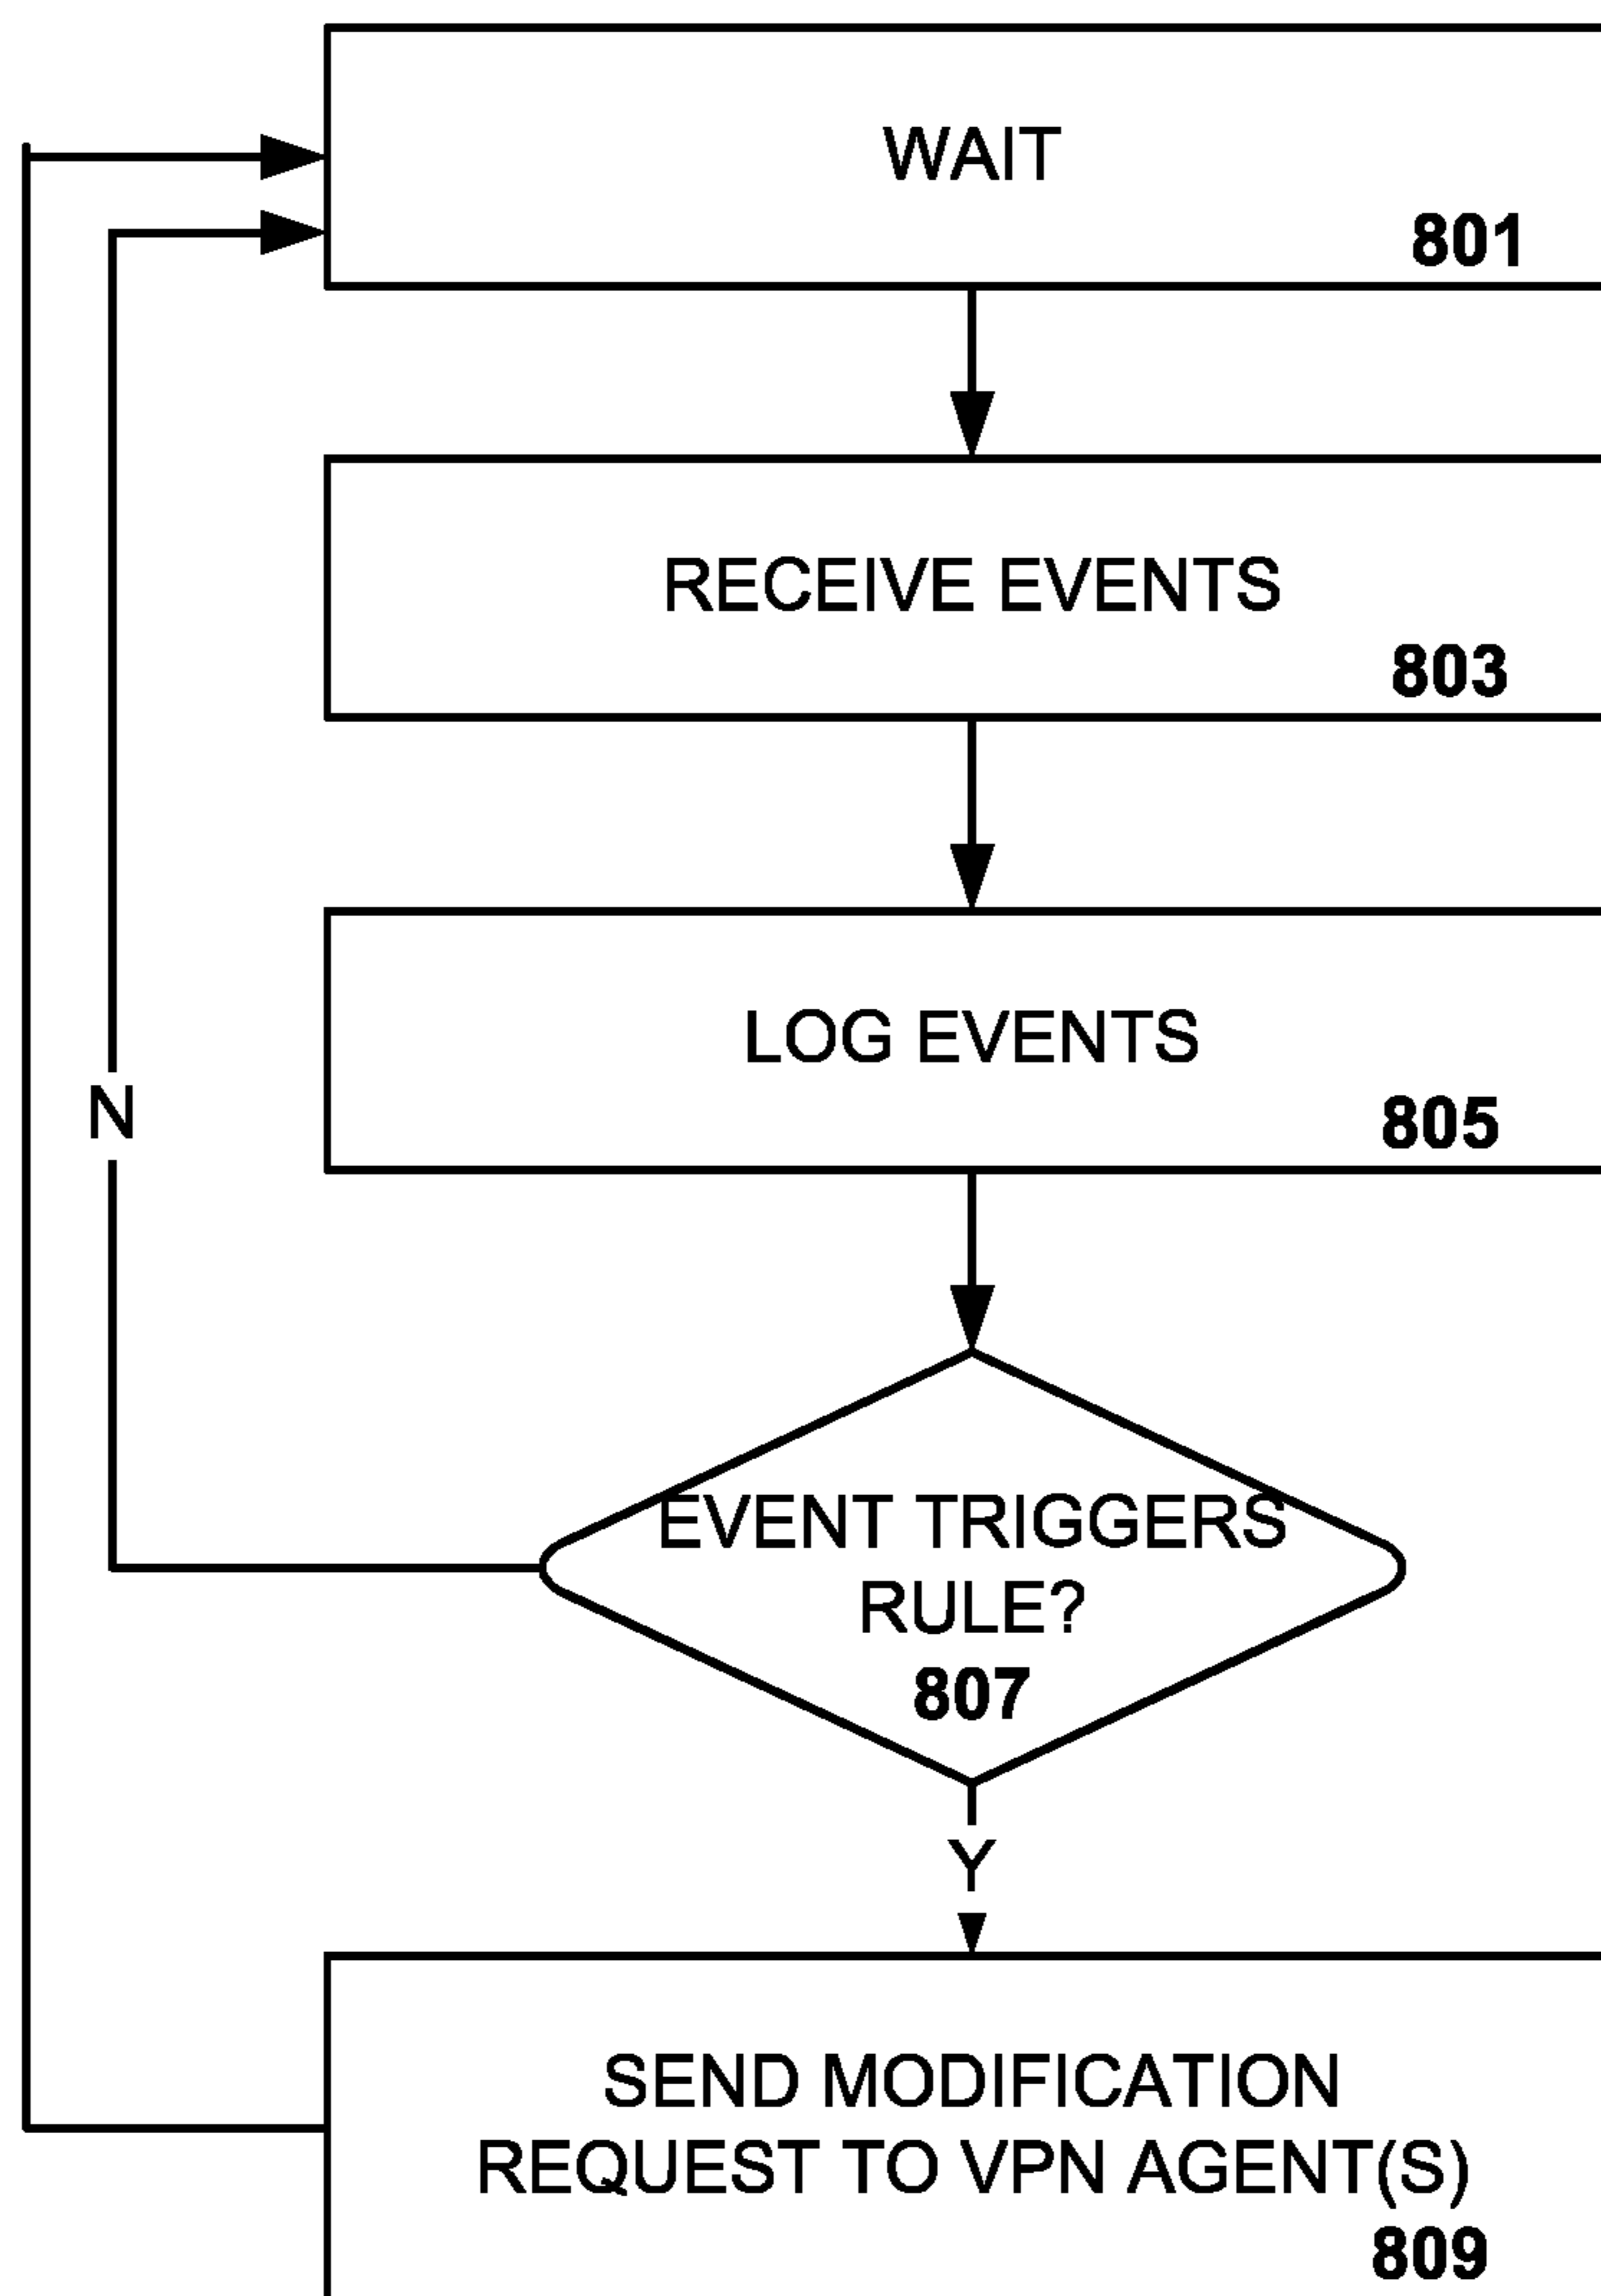 WAIT
801
RECEIVE EVENTS
803
LOG EVENTS
805
N
EVENT TRIGGERS
RULE?
807
Y
SEND MODIFICATION
REQUEST TO VPN AGENT(S)
809